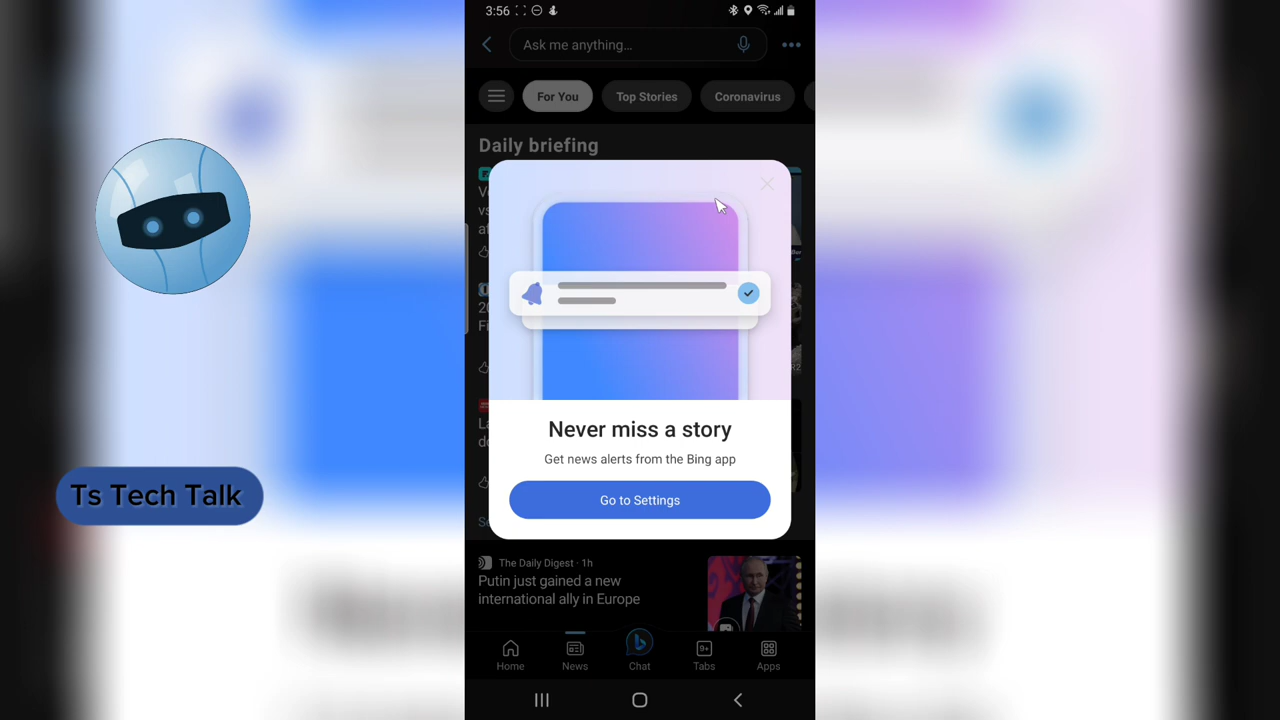 3:56
Ask me anything...
For You
Top Stories
Coronavirus
Daily briefing
Never miss a story
Get news alerts from the Bing app
Go to Settings
Ts Tech Talk
The Daily Digest · 1h
Putin just gained a new
international ally in Europe
9+
Home
News
Chat
Tabs
Apps